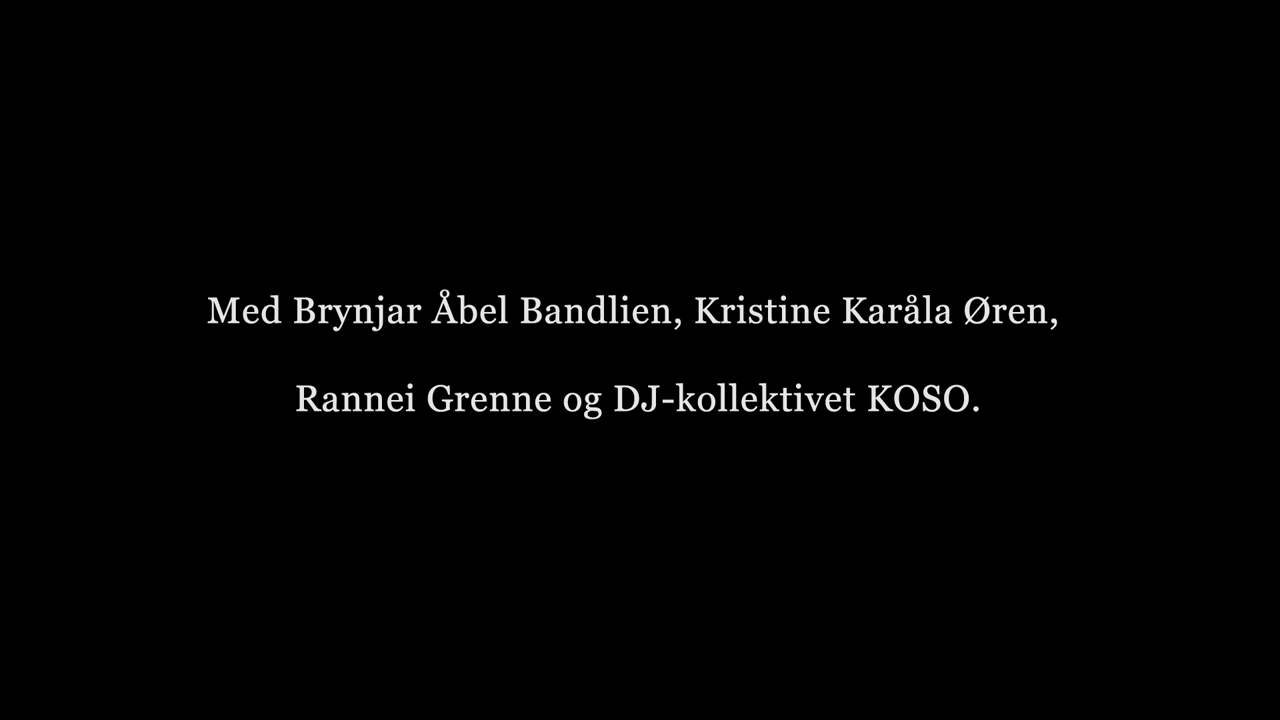 Med Brynjar Åbel Bandlien, Kristine Karåla Øren,
Rannei Grenne og DJ-kollektivet KOSO.